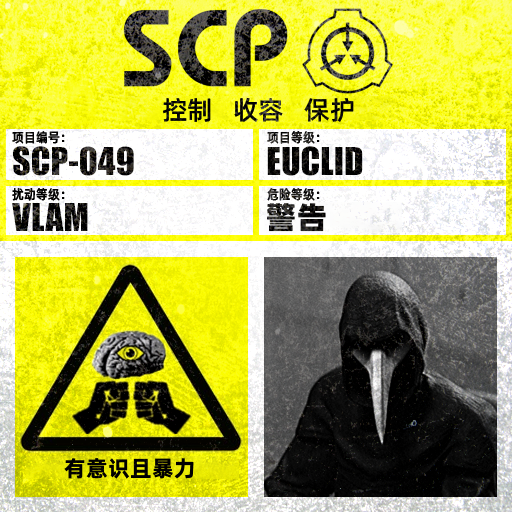 SCP
控制 收容 保护
项目编号:
SCP-049
项目等级:
EUCLID
扰动等级:
VLAM
危险等级:
警告
有意识且暴力